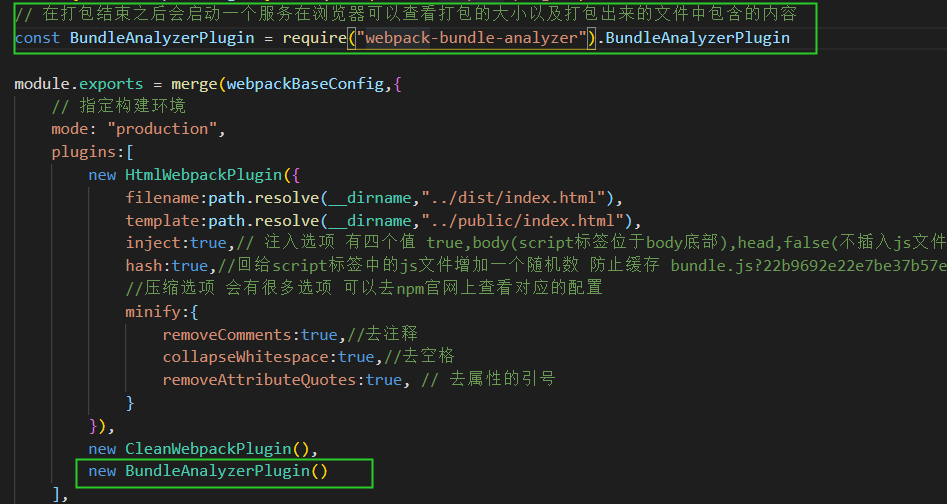 // 在打包结束之后会启动一个服务在浏览器可以查看打包的大小以及打包出来的文件中包含的内容
const BundleAnalyzerPlugin = require("webpack-bundle-analyzer").BundleAnalyzerPlugin
module.exports = merge(webpackBaseConfig,{
// 指定构建环境
mode: "production",
plugins:[
new HtmlWebpackPlugin({
filename:path.resolve(__dirname,"../dist/index.html"),
template:path.resolve(__dirname,"../public/index.html"),
inject:true,// 注入选项 有四个值 true,body(script标签位于body底部),head,false(不插入js文件
hash:true,//回给script标签中的js文件增加一个随机数 防止缓存 bundle.js?22b9692e22e7be37b57e
//压缩选项 会有很多选项 可以去npm官网上查看对应的配置
minify:{
removeComments:true,//去注释
collapseWhitespace:true,//去空格
removeAttributeQuotes:true, // 去属性的引号
}
}),
new CleanWebpackPlugin(),
new BundleAnalyzerPlugin()
],